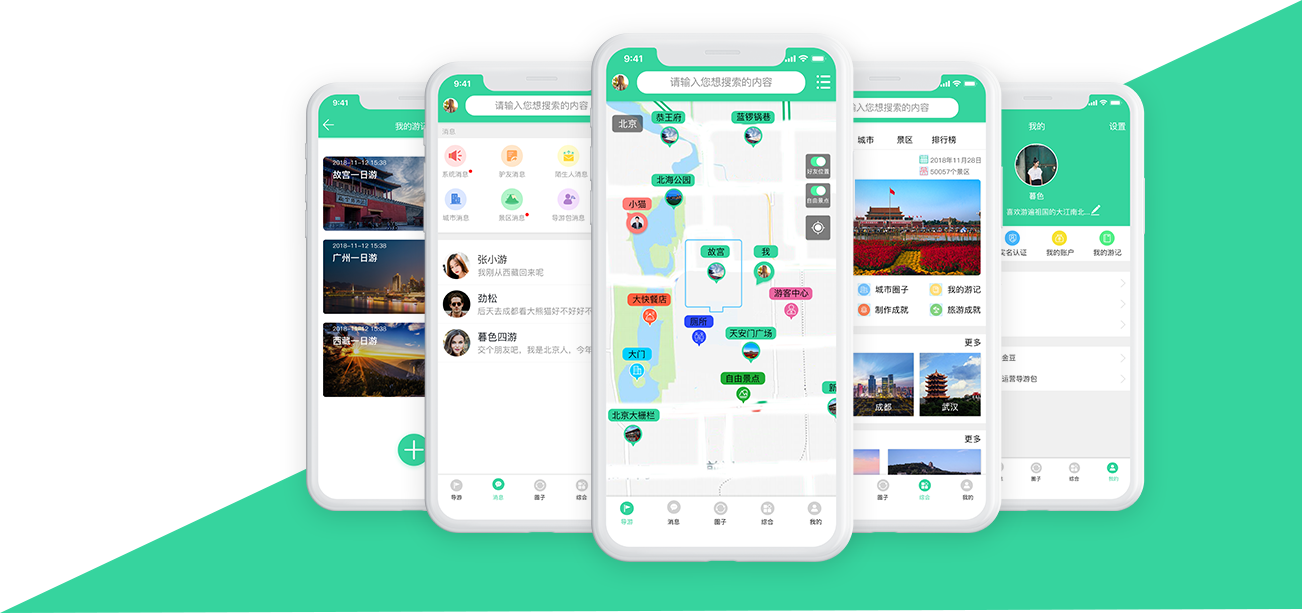 9:41
我的游记
2018-11-12 15:38
故宫一日游
2018-11-12 15:38
广州一日游
2018-11-12 15:38
西藏一日游
9:41
请输入您想搜索的内容
消息
系统消息
驴友消息
陌生人消息
城市消息
景区消息
导游包消息
张小游
我刚从西藏回来呢
劲松
后天去成都看大熊猫好不好好不
暮色四游
交个朋友吧，我是北京人，今年
导游
消息
圈子
综合
9:41
请输入您想搜索的内容
北京
恭王府
蓝锣锅巷
好友位置
北海公园
自由景点
小猫
故宫
我
游客中心
大快餐店
厕所
天安门广场
大门
自由景点
新
北京大栅栏
导游
消息
圈子
综合
我的
入您想搜索的内容
城市
景区
排行榜
2018年11月28日
50057个景区
城市圈子
我的游记
制作成就
旅游成就
更多
成都
武汉
更多
圈子
综合
我的
我的
设置
暮色
喜欢游遍祖国的大江南北...
实名认证
我的账户
我的游记
金豆
运营导游包
圈子
综合
我的